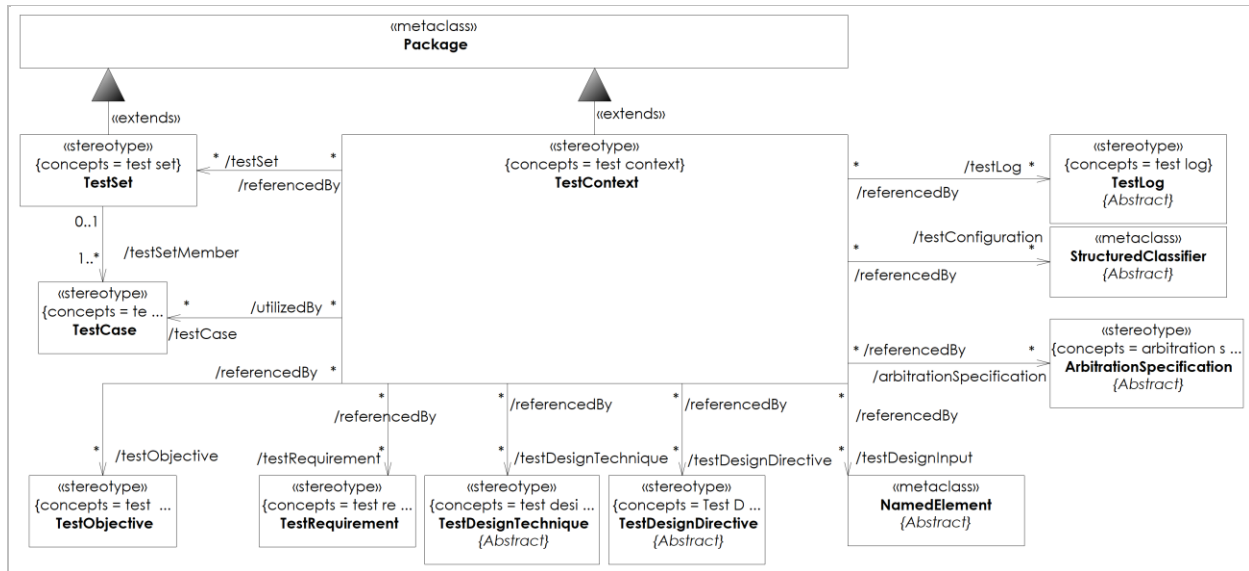 «metaclass»
Package
«extends»
«extends»
«stereotype»
{concepts = test set}
TestSet
* /testSet *
/referencedBy
«stereotype»
{concepts = test context}
TestContext
* /testLog *
/referencedBy
«stereotype»
{concepts = test log}
TestLog
{Abstract}
0..1
1..* /testSetMember
/testConfiguration
* *
/referencedBy
«metaclass»
StructuredClassifier
{Abstract}
«stereotype»
{concepts = te ...
TestCase
* /utilizedBy *
/testCase
* /referencedBy *
/arbitrationSpecification
«stereotype»
{concepts = arbitration s ...
ArbitrationSpecification
{Abstract}
/referencedBy *
*
/referencedBy
*
/referencedBy
*
/referencedBy
*
/referencedBy
* /testObjective
/testRequirement *
* /testDesignTechnique
* /testDesignDirective
* /testDesignInput
«stereotype»
{concepts = test ...
TestObjective
«stereotype»
{concepts = test re ...
TestRequirement
«stereotype»
{concepts = test desi ...
TestDesignTechnique
{Abstract}
«stereotype»
{concepts = Test D ...
TestDesignDirective
{Abstract}
«metaclass»
NamedElement
{Abstract}